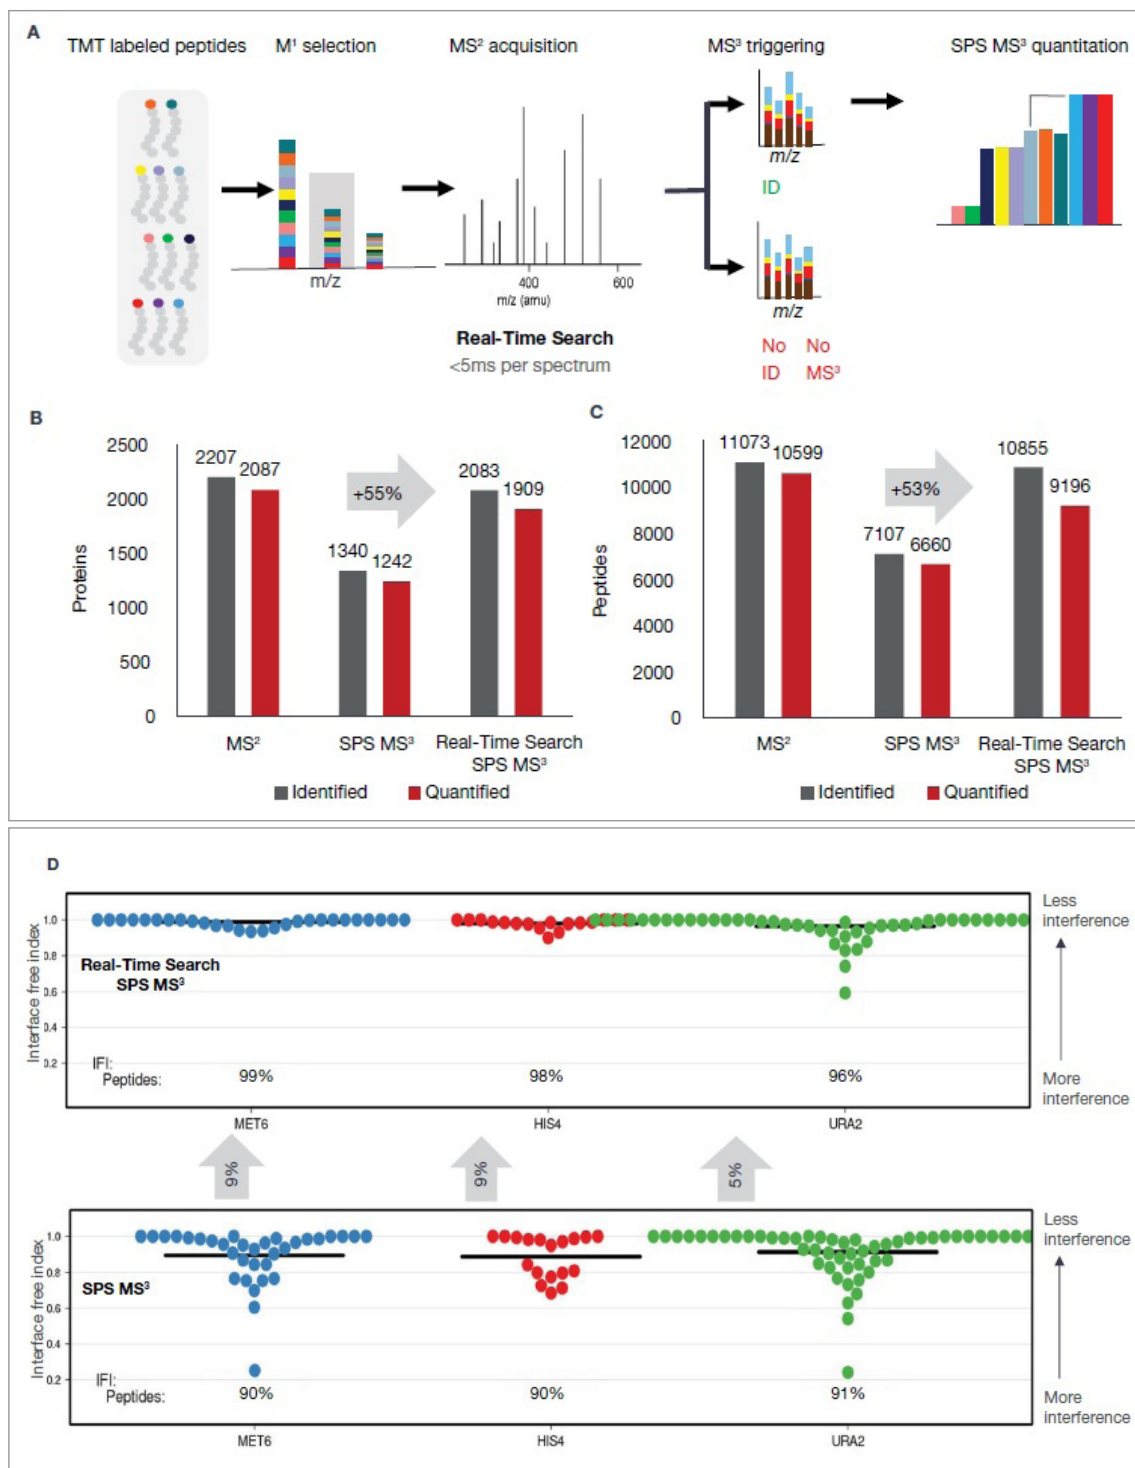 A
TMT labeled peptides M¹ selection MS² acquisition MS³ triggering SPS MS³ quantitation
m/z
ID
400 600
m/z (amu)
m/z
Real-Time Search
<5ms per spectrum
m/z
No No
ID MS³
B
2500
2000
1500
1000
500
0
Proteins
2207
2087
+55%
1340
1242
2083
1909
MS² SPS MS³ Real-Time Search
SPS MS³
Identified Quantified
C
12000
10000
8000
6000
4000
2000
0
Peptides
11073
10599
+53%
7107
6660
10855
9196
MS² SPS MS³ Real-Time Search
SPS MS³
Identified Quantified
D
Interface free index
1.0
0.8
0.6
0.4
0.2
Real-Time Search
SPS MS³
IFI:
Peptides: 99% 98% 96%
MET6 HIS4 URA2
Less
interference
More
interference
9% 9% 5%
Interface free index
1.0
0.8
0.6
0.4
0.2
SPS MS³
IFI:
Peptides: 90% 90% 91%
MET6 HIS4 URA2
Less
interference
More
interference